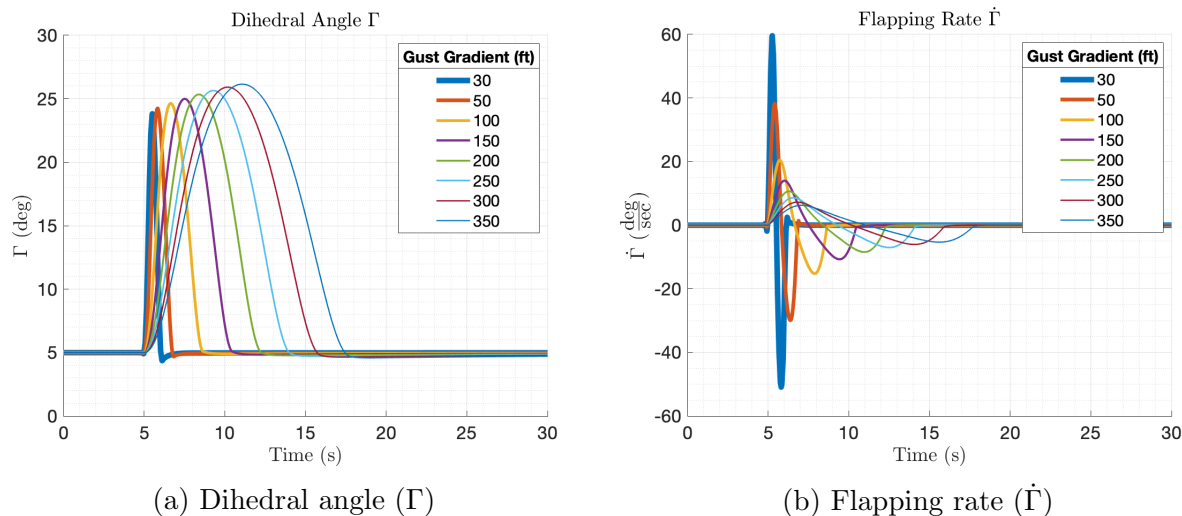 Dihedral Angle Γ
30
25
20
15
10
5
0
Γ (deg)
0 5 10 15 20 25 30
Time (s)
Gust Gradient (ft)
30
50
100
150
200
250
300
350
(a) Dihedral angle (Γ)
Flapping Rate Γ̇
60
40
20
0
-20
-40
-60
Γ̇ (deg/sec)
0 5 10 15 20 25 30
Time (s)
Gust Gradient (ft)
30
50
100
150
200
250
300
350
(b) Flapping rate (Γ̇)